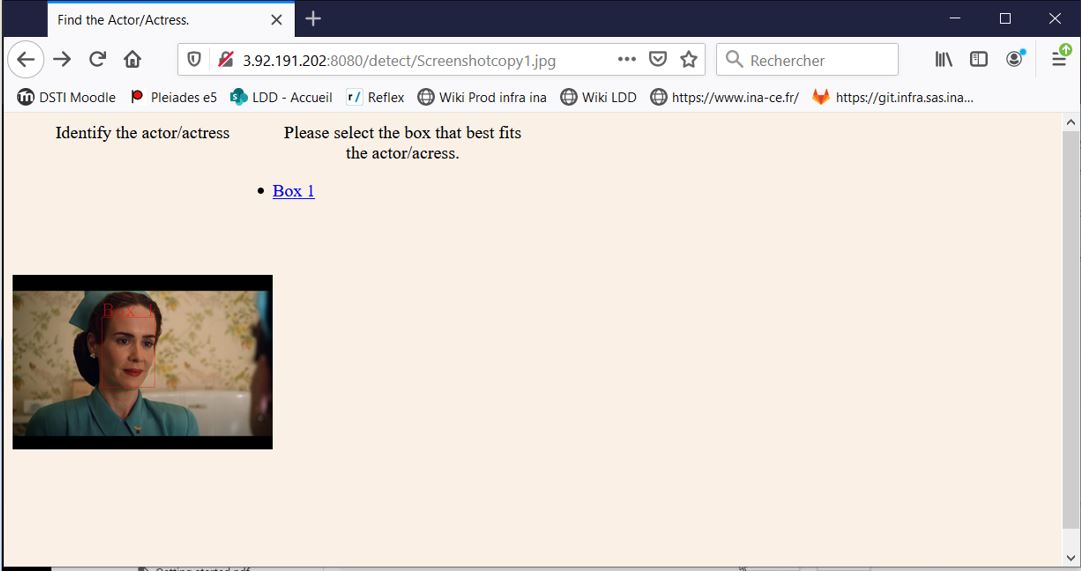 Find the Actor/Actress.
3.92.191.202:8080/detect/Screenshotcopy1.jpg
Rechercher
DSTI Moodle
Pleiades e5
LDD - Accueil
r/ Reflex
Wiki Prod infra ina
Wiki LDD
https://www.ina-ce.fr/
https://git.infra.sas.ina...
Identify the actor/actress
Please select the box that best fits
the actor/acress.
Box 1
Box 1